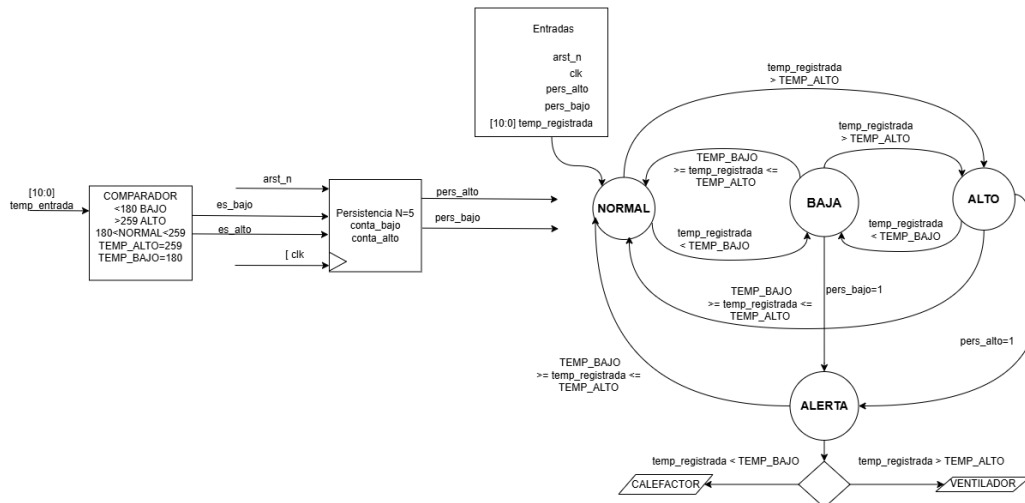 Entradas
arst_n
clk
pers_alto
pers_bajo
[10:0] temp_registrada
[10:0]
temp_entrada
COMPARADOR
<180 BAJO
>259 ALTO
180<NORMAL<259
TEMP_ALTO=259
TEMP_BAJO=180
es_bajo
es_alto
arst_n
[ clk
Persistencia N=5
conta_bajo
conta_alto
pers_alto
pers_bajo
temp_registrada
> TEMP_ALTO
temp_registrada
> TEMP_ALTO
TEMP_BAJO
>= temp_registrada <=
TEMP_ALTO
NORMAL
BAJA
ALTO
temp_registrada
< TEMP_BAJO
temp_registrada
< TEMP_BAJO
TEMP_BAJO
>= temp_registrada <=
TEMP_ALTO
pers_bajo=1
pers_alto=1
TEMP_BAJO
>= temp_registrada <=
TEMP_ALTO
ALERTA
temp_registrada < TEMP_BAJO
temp_registrada > TEMP_ALTO
CALEFACTOR
VENTILADOR